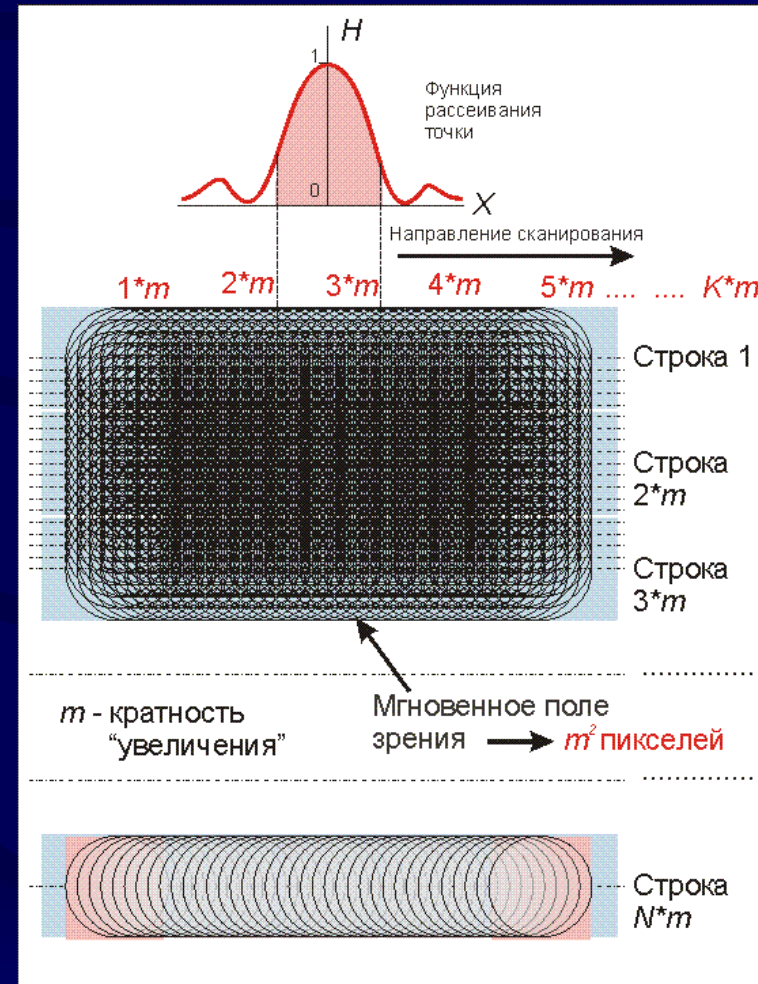 H
1
Функция
рассеивания
точки
0
X
Направление сканирования
1*m 2*m 3*m 4*m 5*m .... .... K*m
Строка 1
Строка
2*m
Строка
3*m
m - кратность
"увеличения"
Мгновенное поле
зрения m² пикселей
Строка
N*m